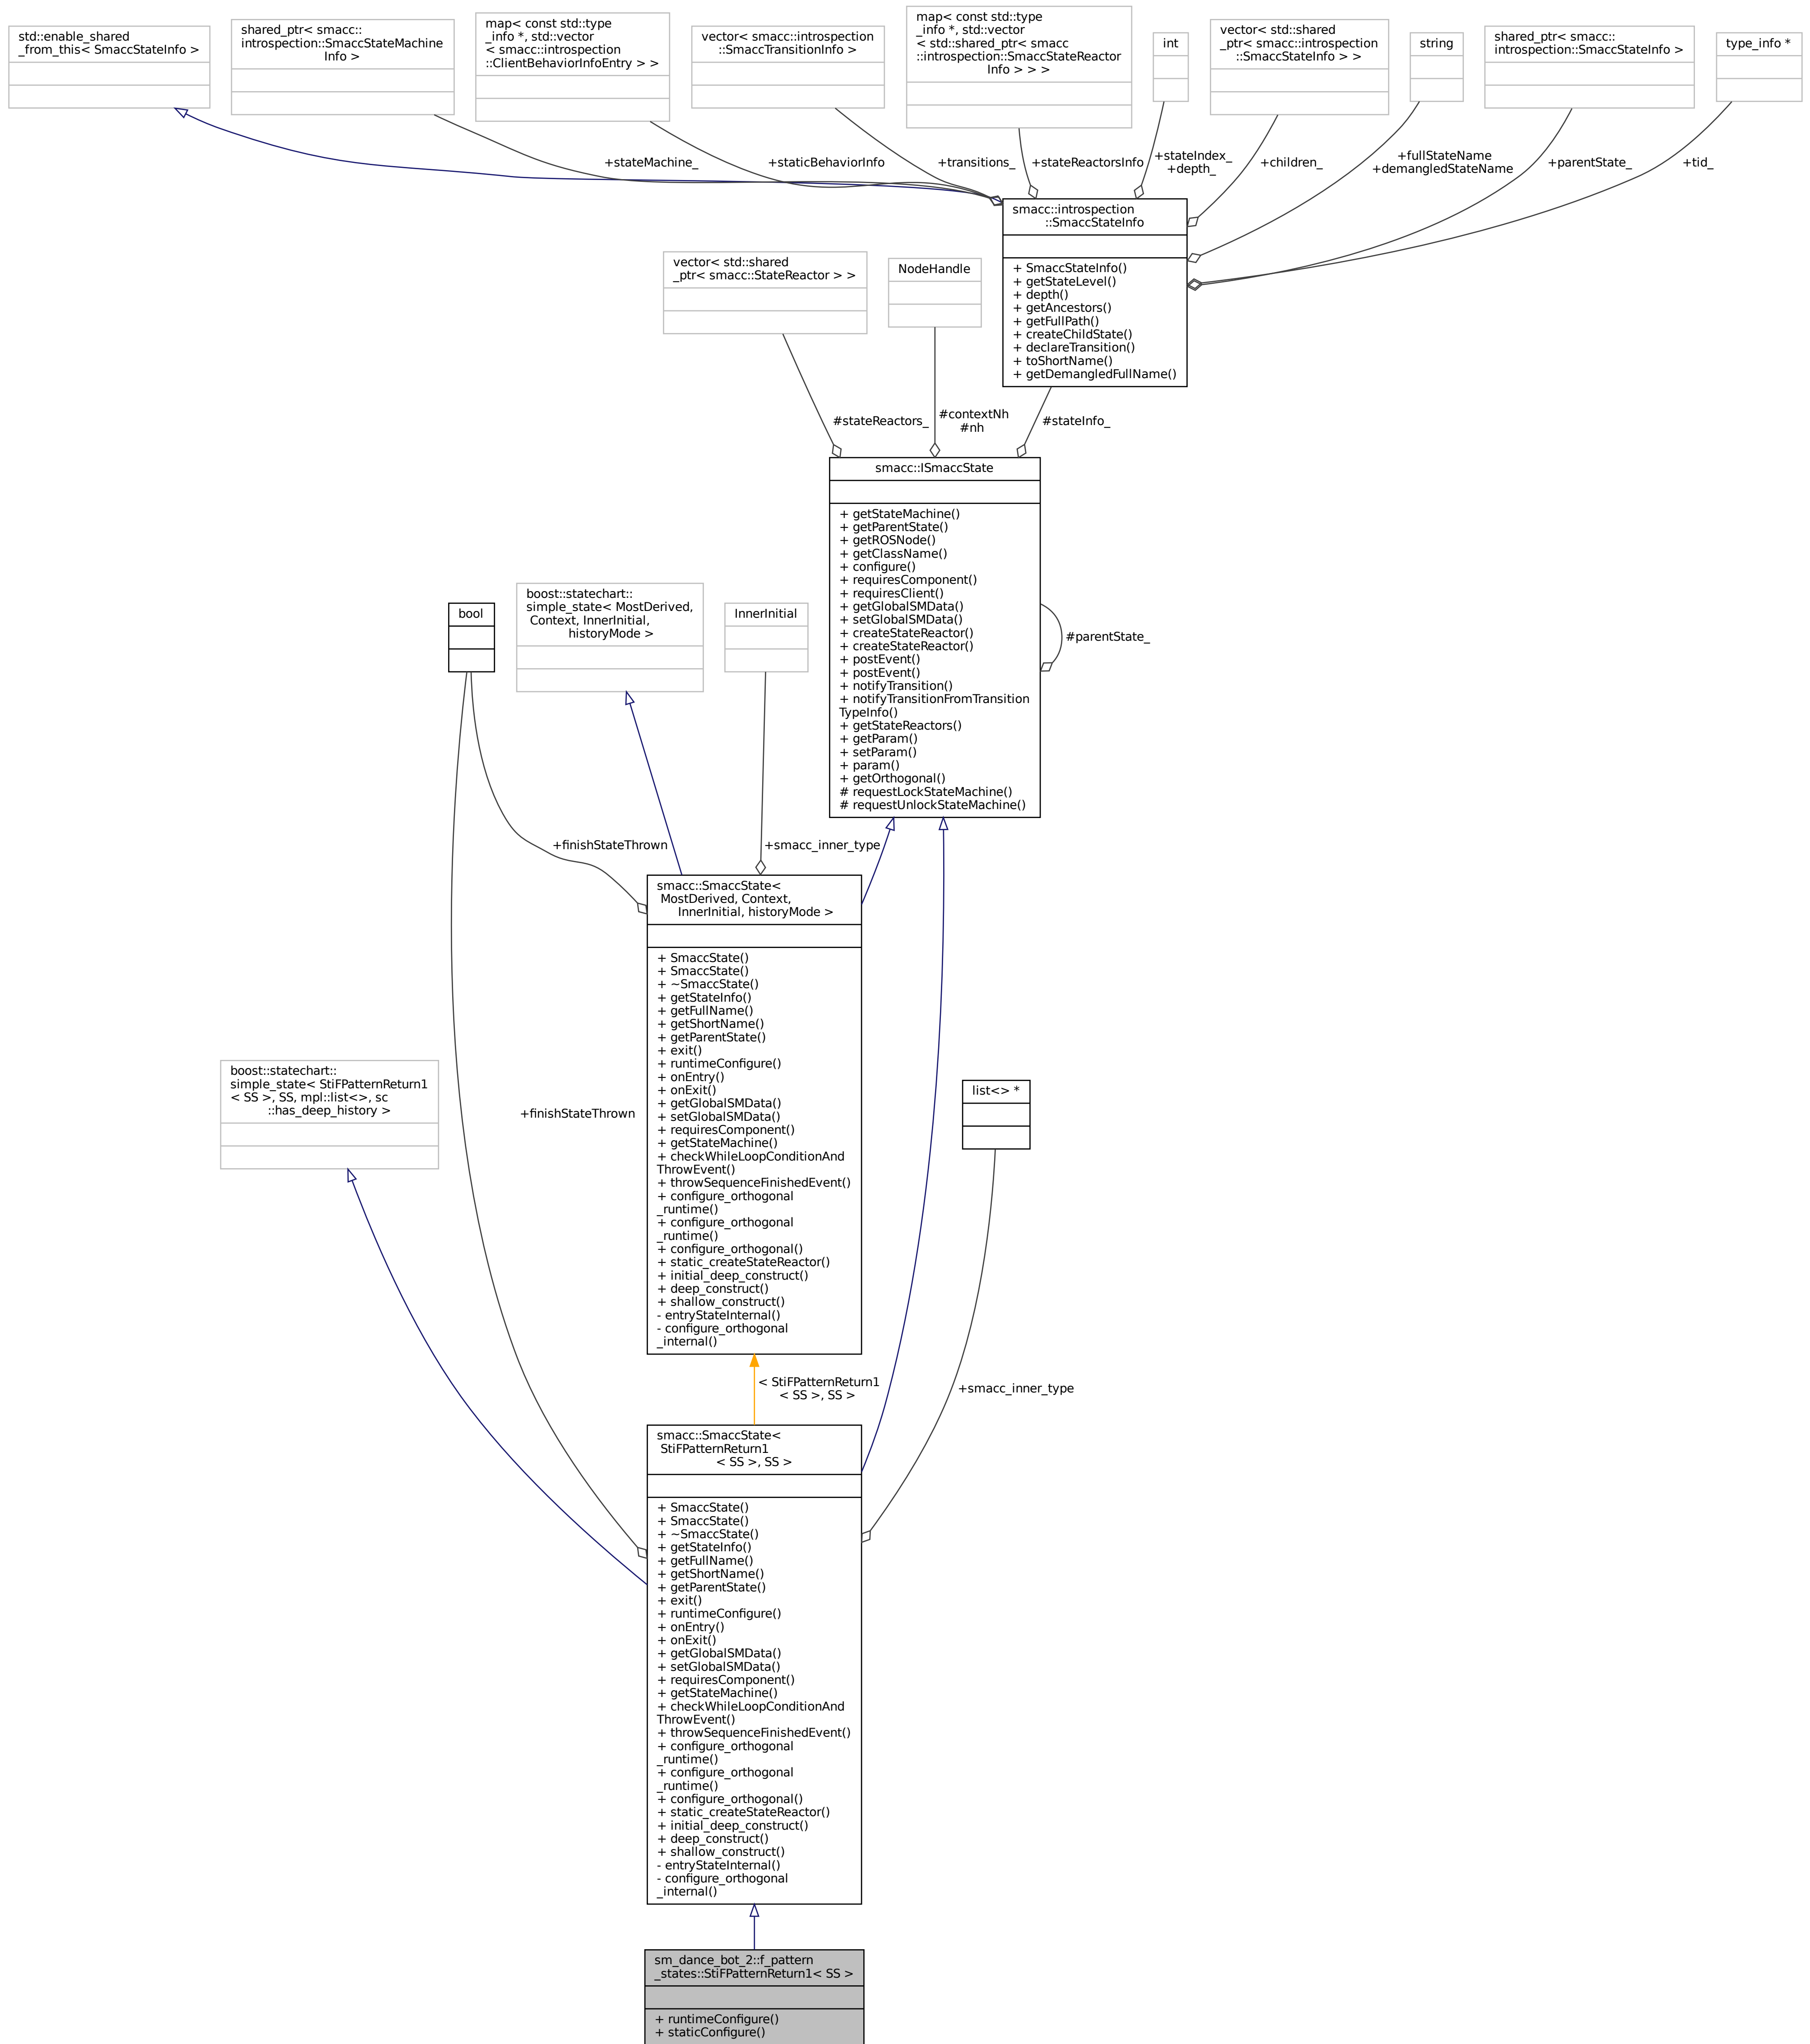 std::enable_shared
_from_this< SmaccStateInfo >
shared_ptr< smacc::
introspection::SmaccStateMachine
Info >
map< const std::type
_info *, std::vector
< smacc::introspection
::ClientBehaviorInfoEntry > >
vector< smacc::introspection
::SmaccTransitionInfo >
map< const std::type
_info *, std::vector
< std::shared_ptr< smacc
::introspection::SmaccStateReactor
Info > > >
int
vector< std::shared
_ptr< smacc::introspection
::SmaccStateInfo > >
string
shared_ptr< smacc::
introspection::SmaccStateInfo >
type_info *
+stateMachine_
+staticBehaviorInfo
+transitions_
+stateReactorsInfo
+stateIndex_
+depth_
+children_
+fullStateName
+demangledStateName
+parentState_
+tid_
smacc::introspection
::SmaccStateInfo
+ SmaccStateInfo()
+ getStateLevel()
+ depth()
+ getAncestors()
+ getFullPath()
+ createChildState()
+ declareTransition()
+ toShortName()
+ getDemangledFullName()
vector< std::shared
_ptr< smacc::StateReactor > >
NodeHandle
#stateReactors_
#contextNh
#nh
#stateInfo_
smacc::ISmaccState
+ getStateMachine()
+ getParentState()
+ getROSNode()
+ getClassName()
+ configure()
+ requiresComponent()
+ requiresClient()
+ getGlobalSMData()
+ setGlobalSMData()
+ createStateReactor()
+ createStateReactor()
+ postEvent()
+ postEvent()
+ notifyTransition()
+ notifyTransitionFromTransition
TypeInfo()
+ getStateReactors()
+ getParam()
+ setParam()
+ param()
+ getOrthogonal()
# requestLockStateMachine()
# requestUnlockStateMachine()
#parentState_
bool
boost::statechart::
simple_state< MostDerived,
Context, InnerInitial,
historyMode >
InnerInitial
+finishStateThrown
+smacc_inner_type
smacc::SmaccState<
MostDerived, Context,
InnerInitial, historyMode >
+ SmaccState()
+ SmaccState()
+ ~SmaccState()
+ getStateInfo()
+ getFullName()
+ getShortName()
+ getParentState()
+ exit()
+ runtimeConfigure()
+ onEntry()
+ onExit()
+ getGlobalSMData()
+ setGlobalSMData()
+ requiresComponent()
+ getStateMachine()
+ checkWhileLoopConditionAnd
ThrowEvent()
+ throwSequenceFinishedEvent()
+ configure_orthogonal
_runtime()
+ configure_orthogonal
_runtime()
+ configure_orthogonal()
+ static_createStateReactor()
+ initial_deep_construct()
+ deep_construct()
+ shallow_construct()
- entryStateInternal()
- configure_orthogonal
_internal()
boost::statechart::
simple_state< StiFPatternReturn1
< SS >, SS, mpl::list<>, sc
::has_deep_history >
+finishStateThrown
list<> *
< StiFPatternReturn1
< SS >, SS >
+smacc_inner_type
smacc::SmaccState<
StiFPatternReturn1
< SS >, SS >
+ SmaccState()
+ SmaccState()
+ ~SmaccState()
+ getStateInfo()
+ getFullName()
+ getShortName()
+ getParentState()
+ exit()
+ runtimeConfigure()
+ onEntry()
+ onExit()
+ getGlobalSMData()
+ setGlobalSMData()
+ requiresComponent()
+ getStateMachine()
+ checkWhileLoopConditionAnd
ThrowEvent()
+ throwSequenceFinishedEvent()
+ configure_orthogonal
_runtime()
+ configure_orthogonal
_runtime()
+ configure_orthogonal()
+ static_createStateReactor()
+ initial_deep_construct()
+ deep_construct()
+ shallow_construct()
- entryStateInternal()
- configure_orthogonal
_internal()
sm_dance_bot_2::f_pattern
_states::StiFPatternReturn1< SS >
+ runtimeConfigure()
+ staticConfigure()